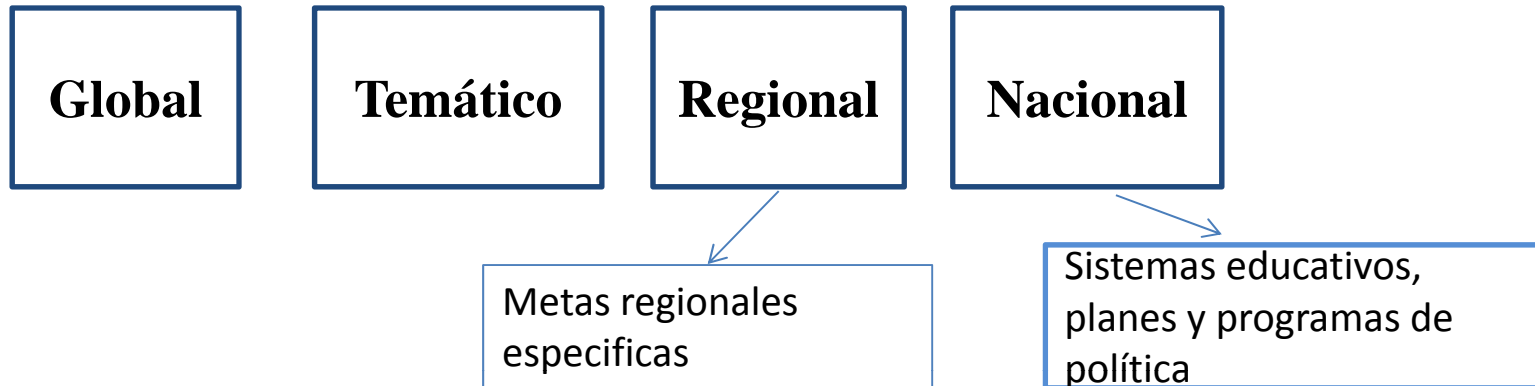 Global
Temático
Regional
Nacional
Metas regionales
especificas
Sistemas educativos,
planes y programas de
política